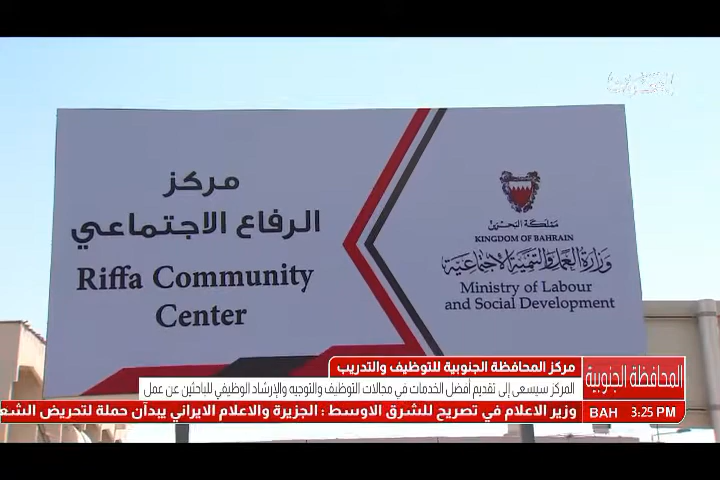 مركز
الرفاع الاجتماعي
Riffa Community
Center
مملكة البحرين
KINGDOM OF BAHRAIN
وزارة العمل والتنمية الاجتماعية
Ministry of Labour
and Social Development
مركز المحافظة الجنوبية للتوظيف والتدريب
المحافظة الجنوبية
المركز سيسعى إلى تقديم أفضل الخدمات في مجالات التوظيف والتوجيه والإرشاد الوظيفي للباحثين عن عمل
BAH 3:25 PM
وزير الاعلام في تصريح للشرق الاوسط : الجزيرة والاعلام الايراني يبدآن حملة لتحريض الشع